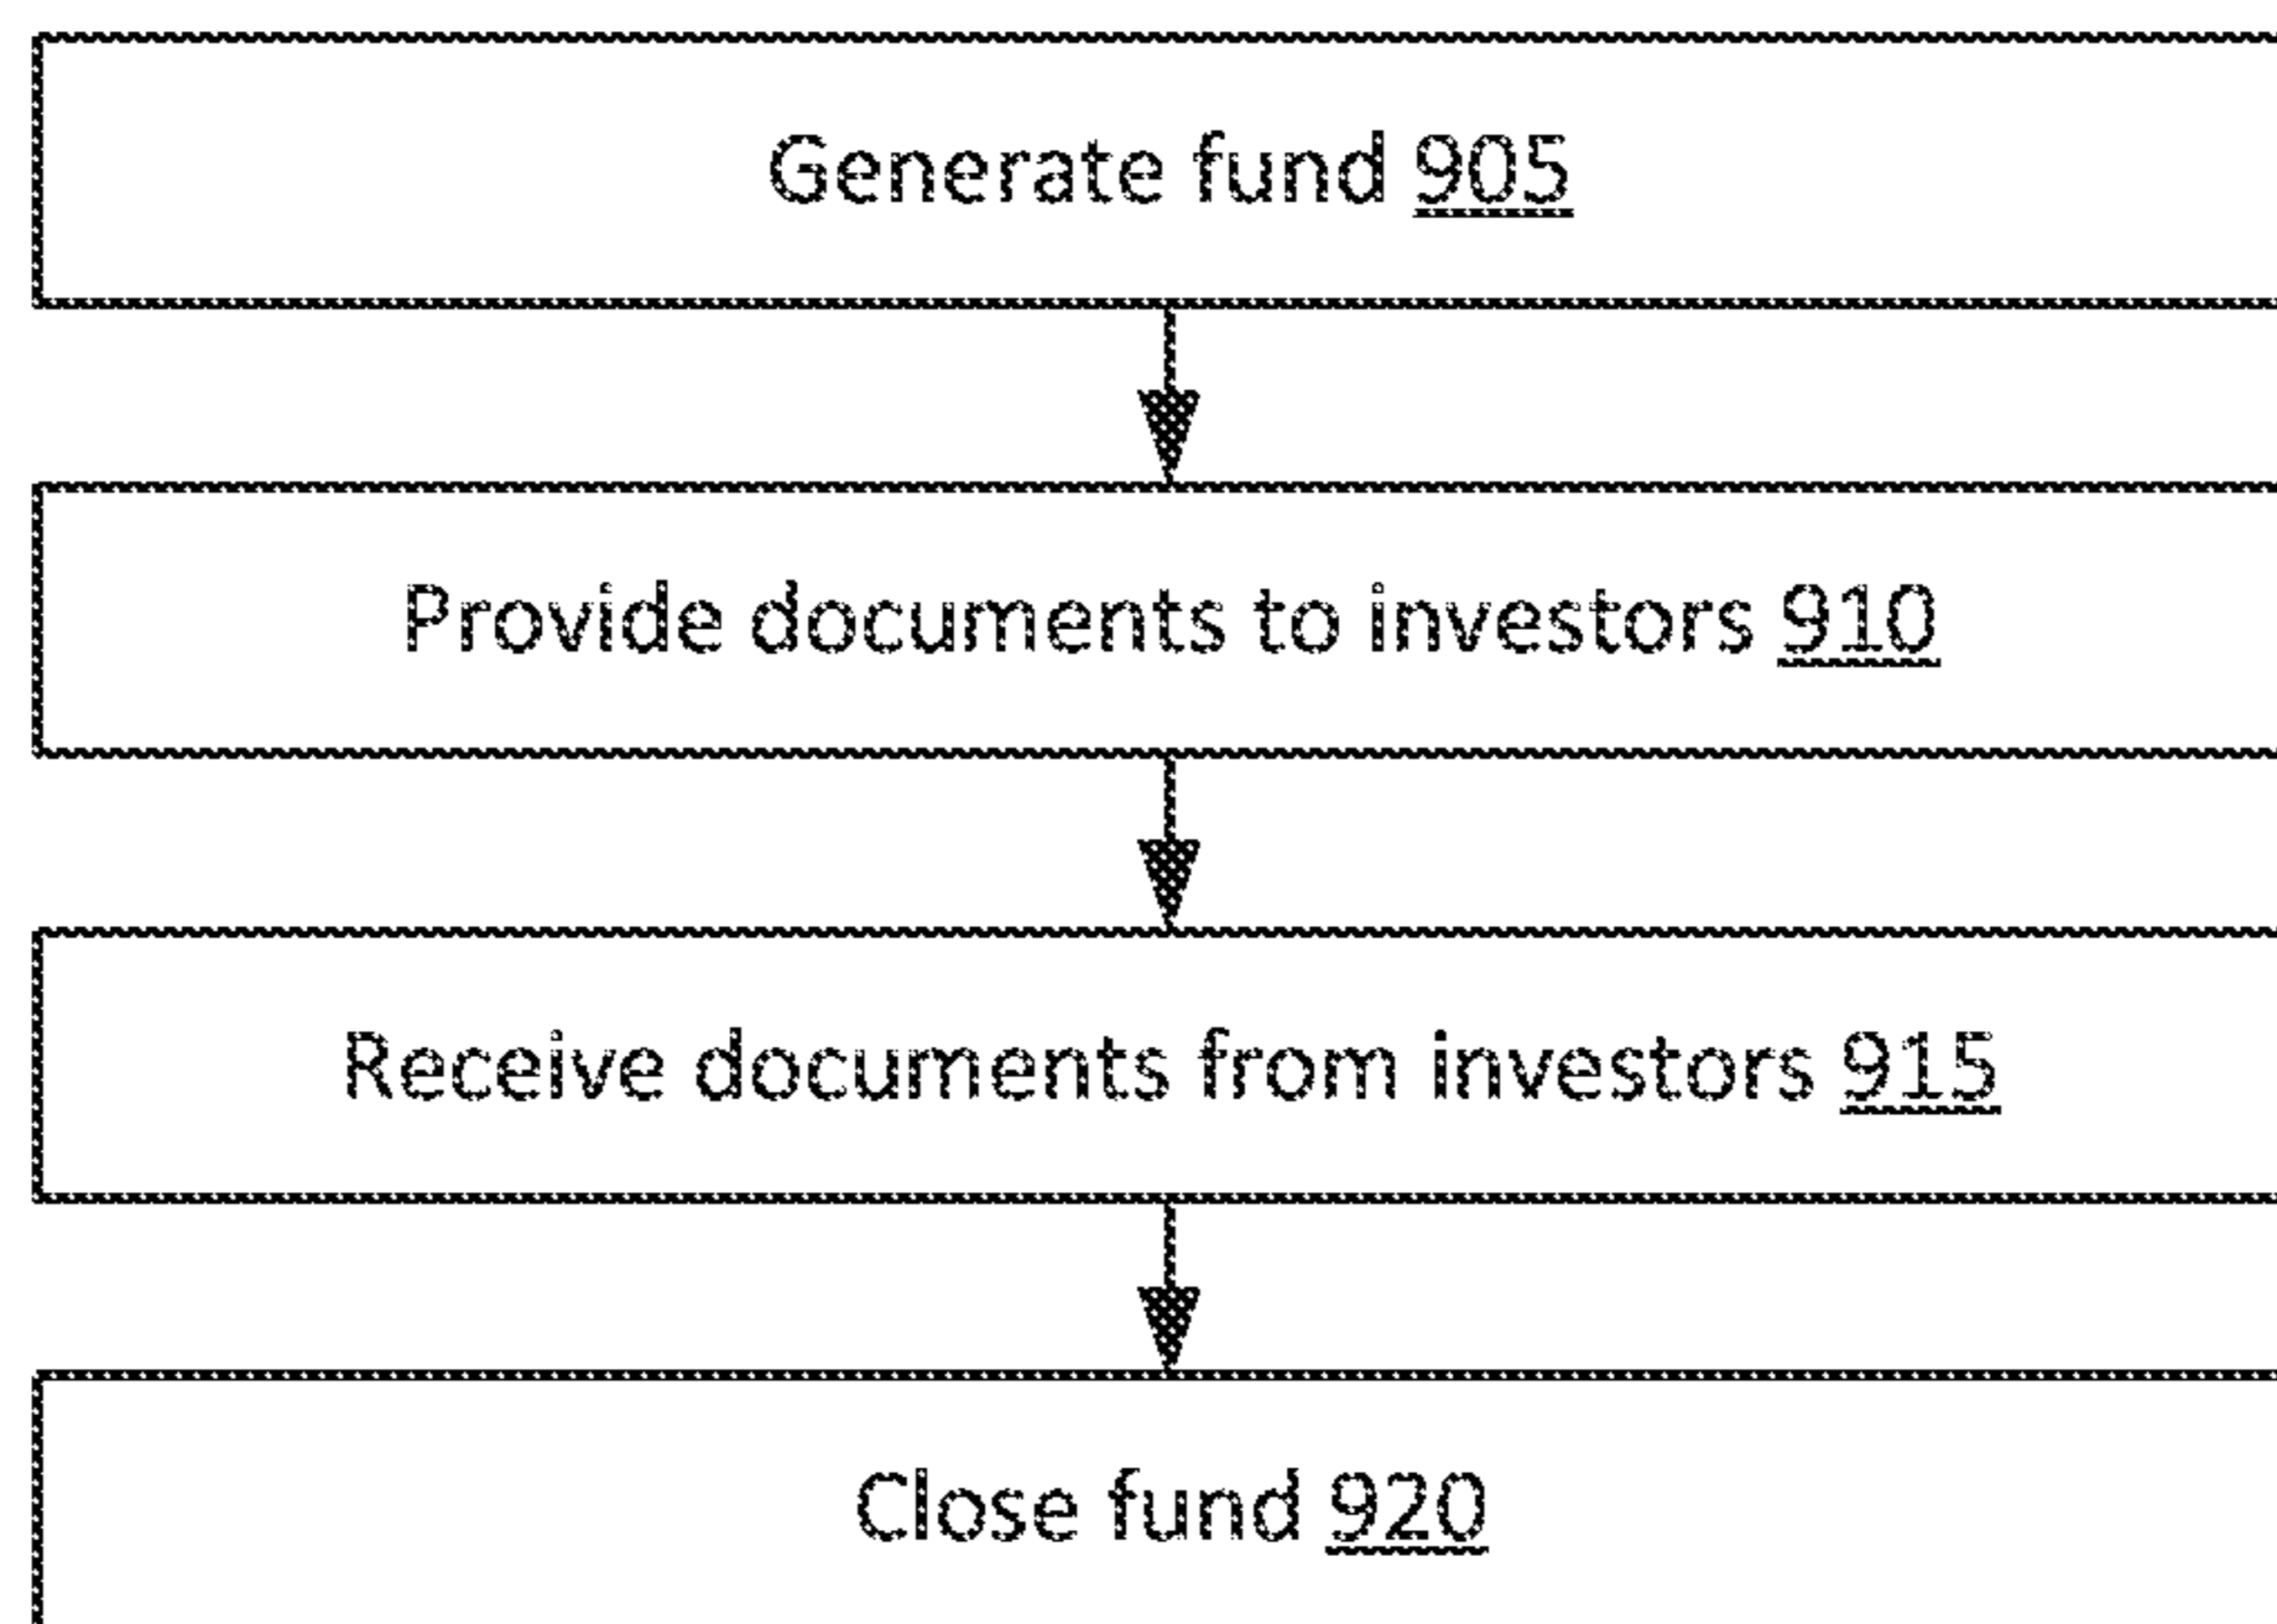 Generate fund 905
Provide documents to investors 910
Receive documents from investors 915
Close fund 920